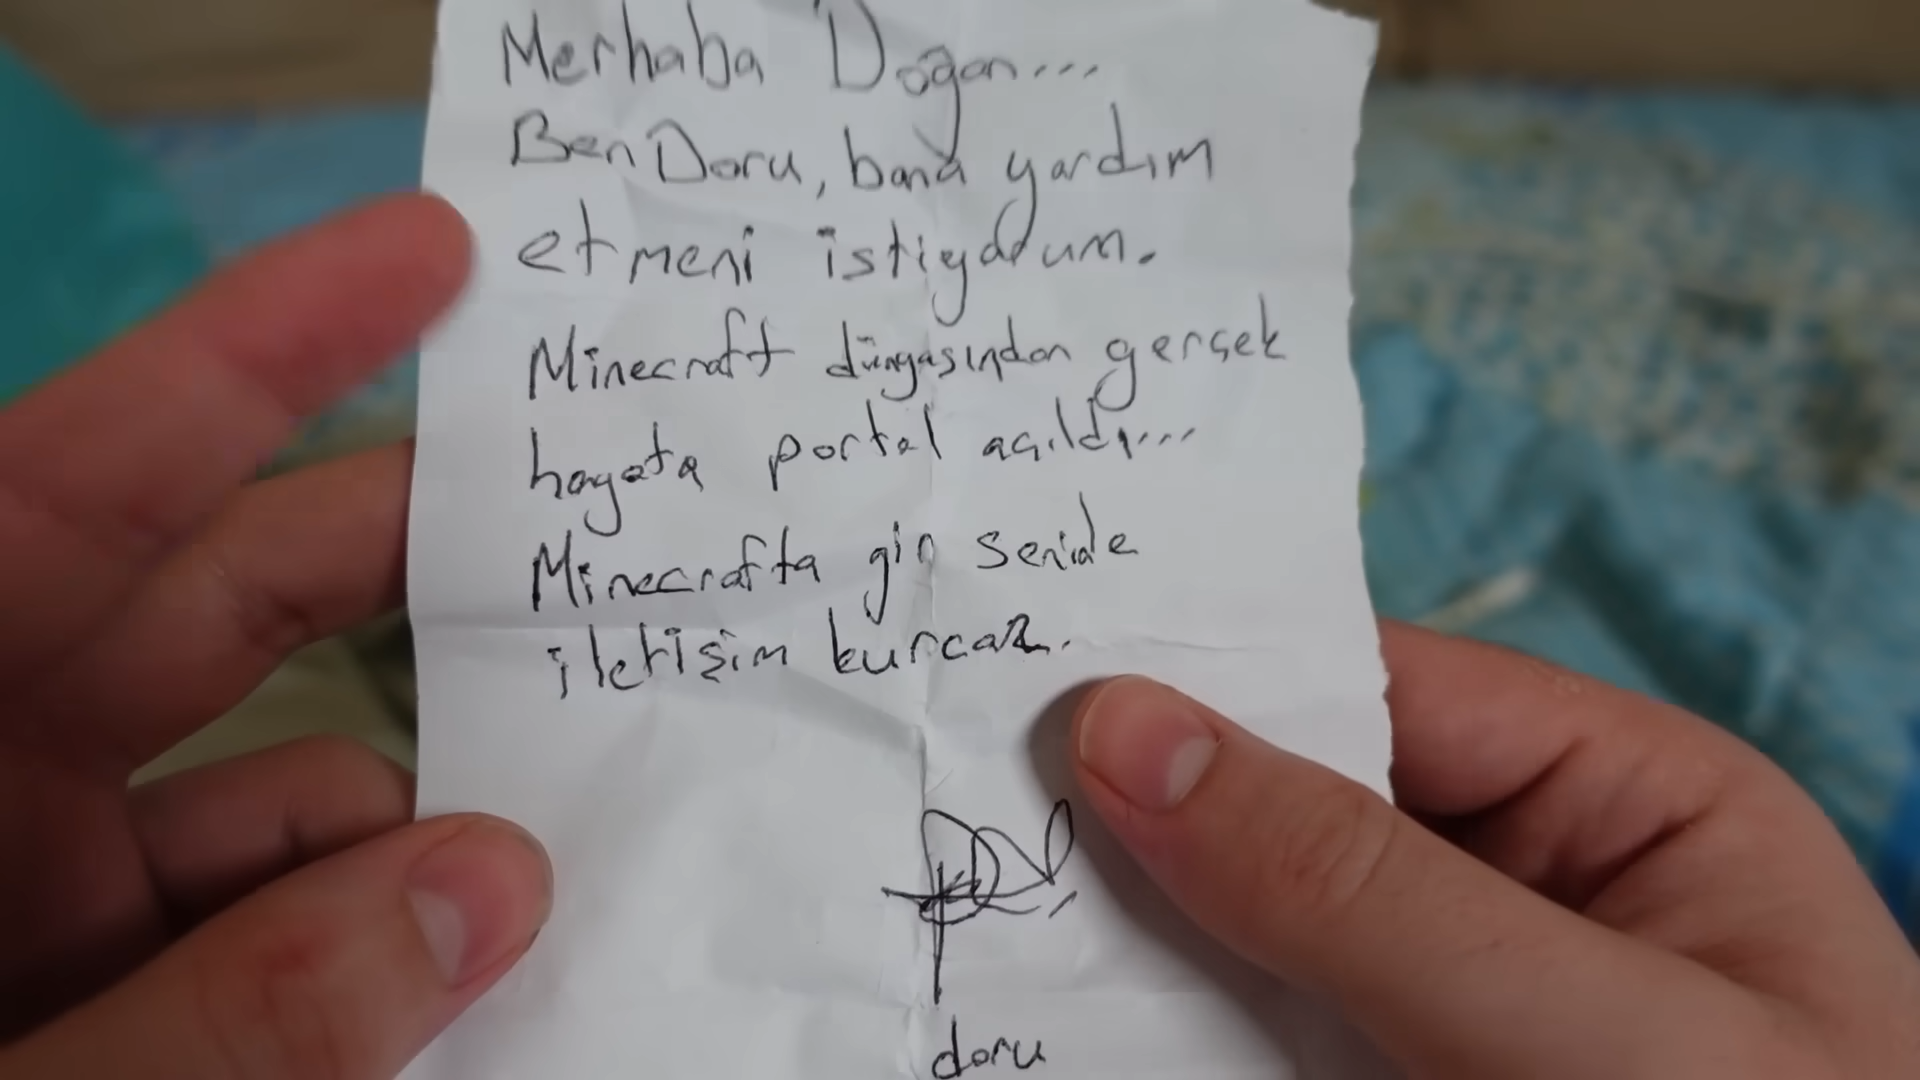 Merhaba Doğan...
Ben Doru, bana yardım
etmeni istiyorum.
Minecraft dünyasından gerçek
hayata portal açıldı...
Minecrafta gir seninle
iletişim kurcaz.
doru